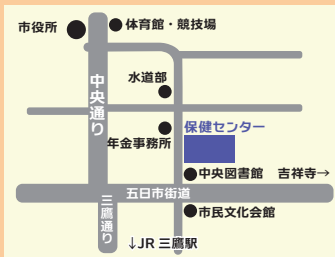 市役所
体育館・競技場
中央通り
水道部
年金事務所
保健センター
中央図書館
吉祥寺→
五日市街道
三鷹通り
市民文化会館
↓JR 三鷹駅